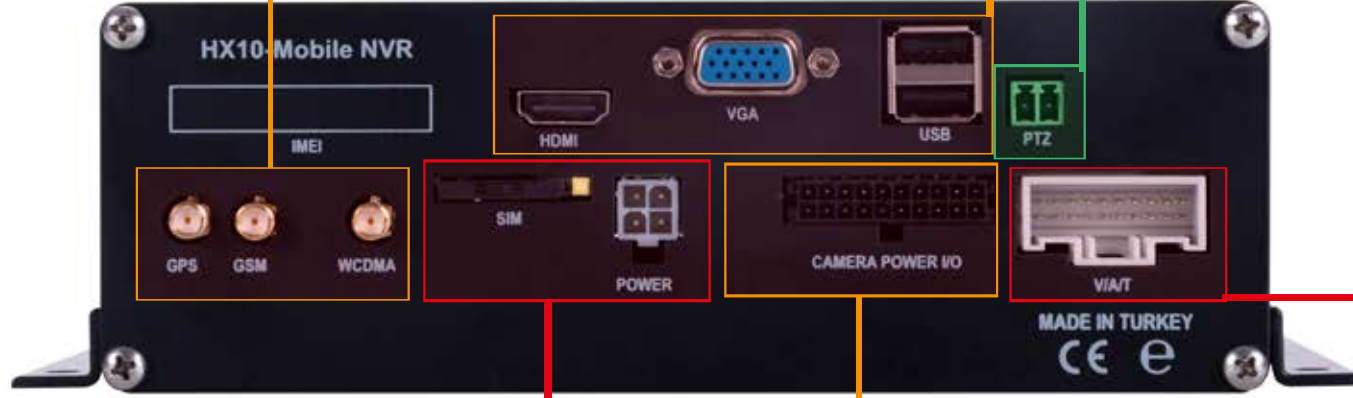 HX10-Mobile NVR
IMEI
HDMI
VGA
USB
PTZ
GPS
GSM
WCDMA
SIM
POWER
CAMERA POWER I/O
V/A/T
MADE IN TURKEY
CE e